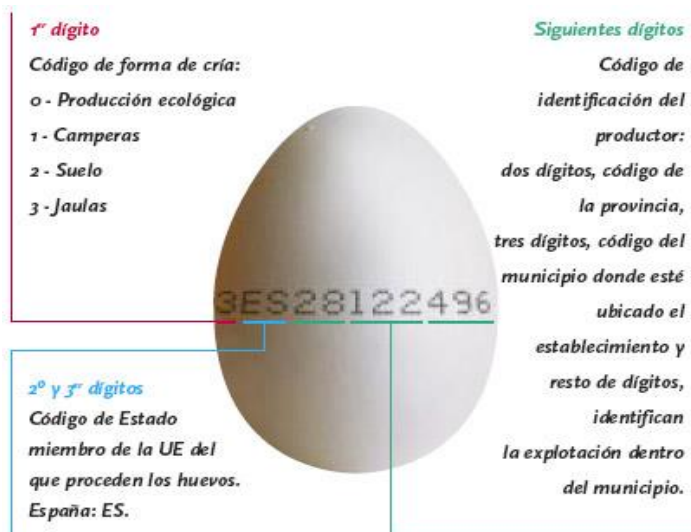 1er dígito
Código de forma de cría:
0 - Producción ecológica
1 - Camperas
2 - Suelo
3 - Jaulas
Siguientes dígitos
Código de
identificación del
productor:
dos dígitos, código de
la provincia,
tres dígitos, código del
municipio donde esté
ubicado el
establecimiento y
resto de dígitos,
identifican
la explotación dentro
del municipio.
3ES28122496
2º y 3er dígitos
Código de Estado
miembro de la UE del
que proceden los huevos.
España: ES.